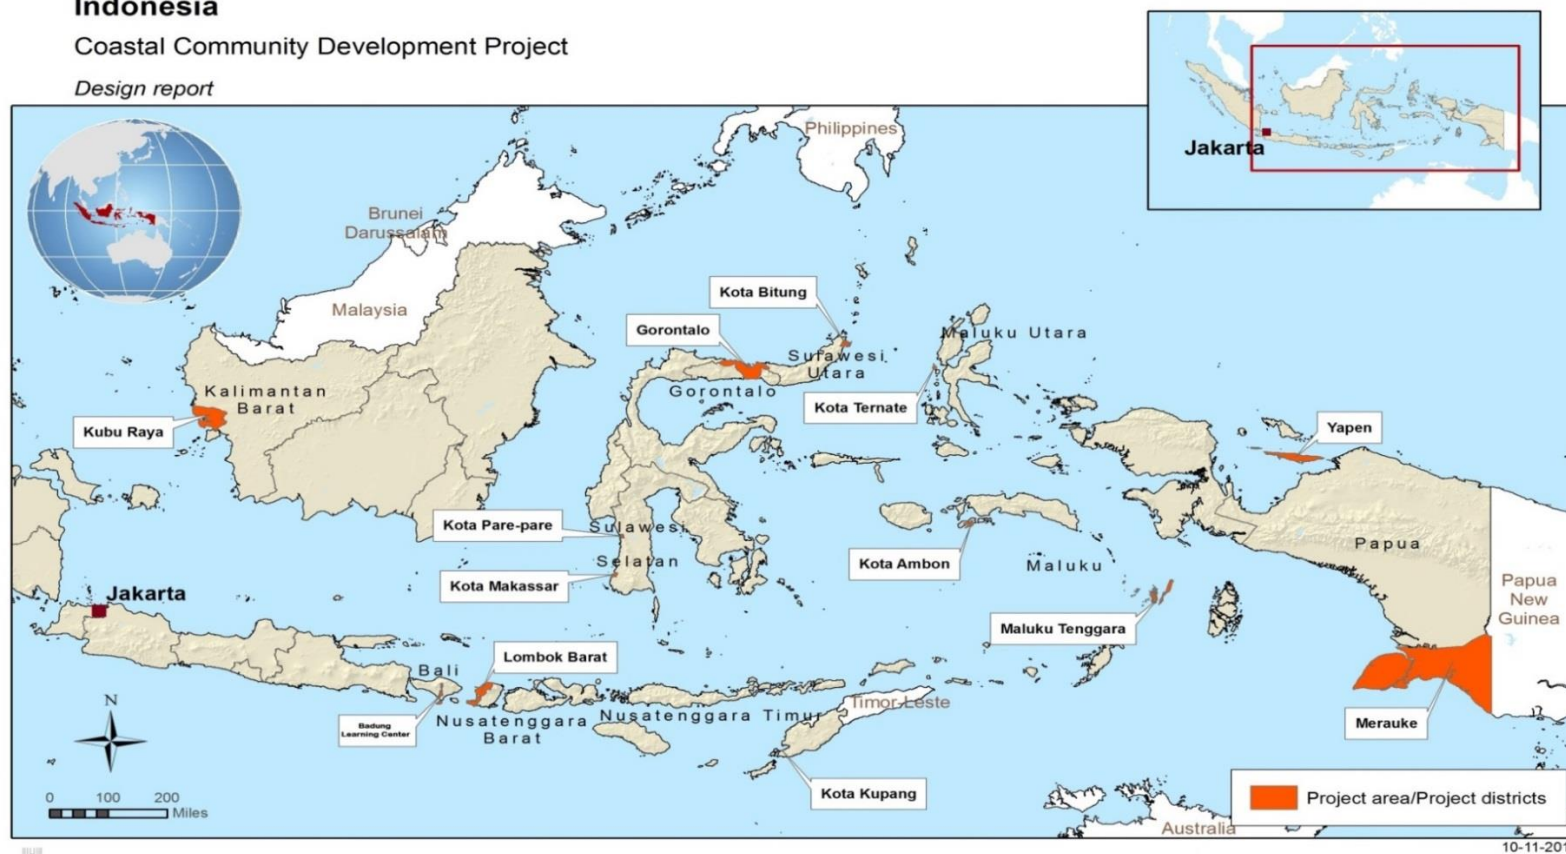 Indonesia
Coastal Community Development Project
Design report
Jakarta
Philippines
Brunei
Darussalam
Malaysia
Kota Bitung
Gorontalo
Maluku Utara
Sulawesi
Utara
Gorontalo
Kalimantan
Barat
Kota Ternate
Kubu Raya
Yapen
Kota Pare-pare
Sulawesi
Selatan
Kota Makassar
Kota Ambon
Maluku
Papua
Papua
New
Guinea
Jakarta
Maluku Tenggara
Lombok Barat
Bali
Badung
Learning Center
Nusatenggara
Barat
Nusatenggara Timur
Timor-Leste
Merauke
N
Kota Kupang
0 100 200
Miles
Project area/Project districts
Australia
10-11-201